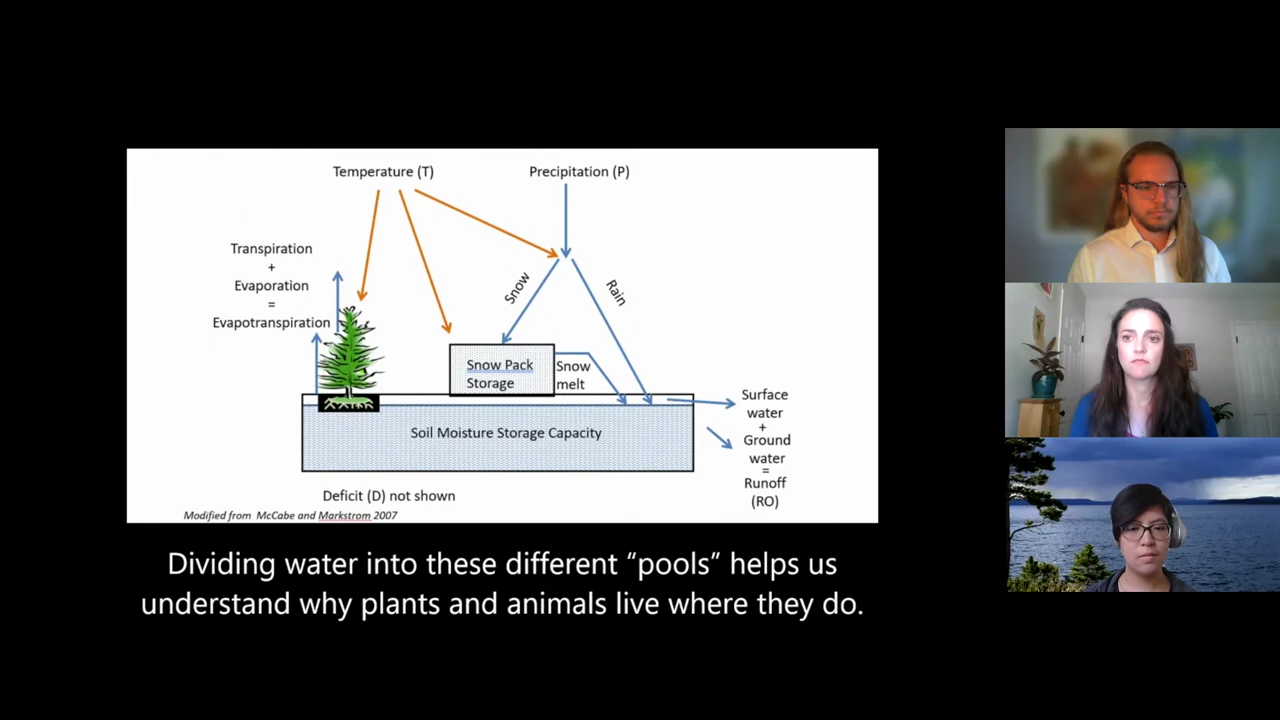 Temperature (T)
Precipitation (P)
Transpiration
+
Evaporation
=
Evapotranspiration
Snow
Rain
Snow Pack
Storage
Snow
melt
Soil Moisture Storage Capacity
Surface
water
+
Ground
water
=
Runoff
(RO)
Deficit (D) not shown
Modified from McCabe and Markstrom 2007
Dividing water into these different “pools” helps us
understand why plants and animals live where they do.